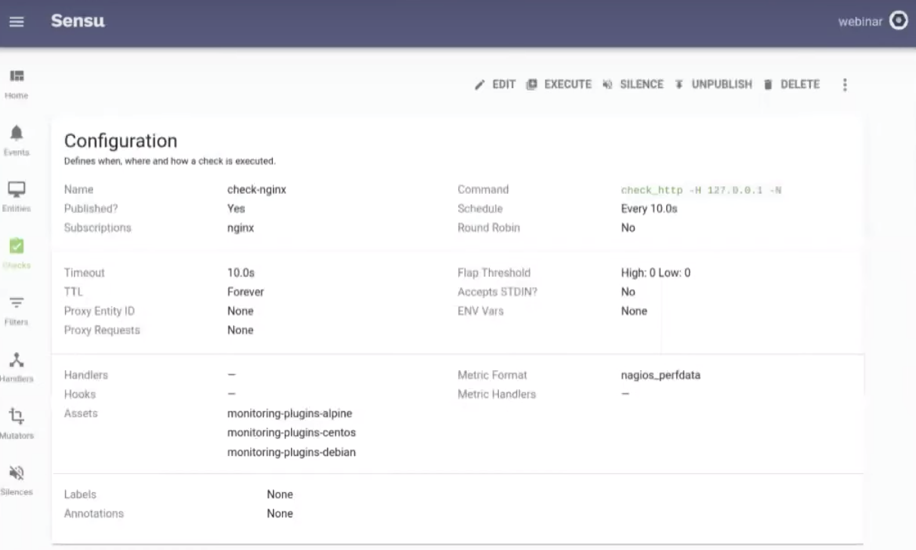 Sensu
webinar
Home
Events
Entities
Checks
Filters
Handlers
Mutators
Silences
EDIT EXECUTE SILENCE UNPUBLISH DELETE
Configuration
Defines when, where and how a check is executed.
Name check-nginx Command check_http -H 127.0.0.1 -N
Published? Yes Schedule Every 10.0s
Subscriptions nginx Round Robin No
Timeout 10.0s Flap Threshold High: 0 Low: 0
TTL Forever Accepts STDIN? No
Proxy Entity ID None ENV Vars None
Proxy Requests None
Handlers — Metric Format nagios_perfdata
Hooks — Metric Handlers —
Assets monitoring-plugins-alpine
monitoring-plugins-centos
monitoring-plugins-debian
Labels None
Annotations None